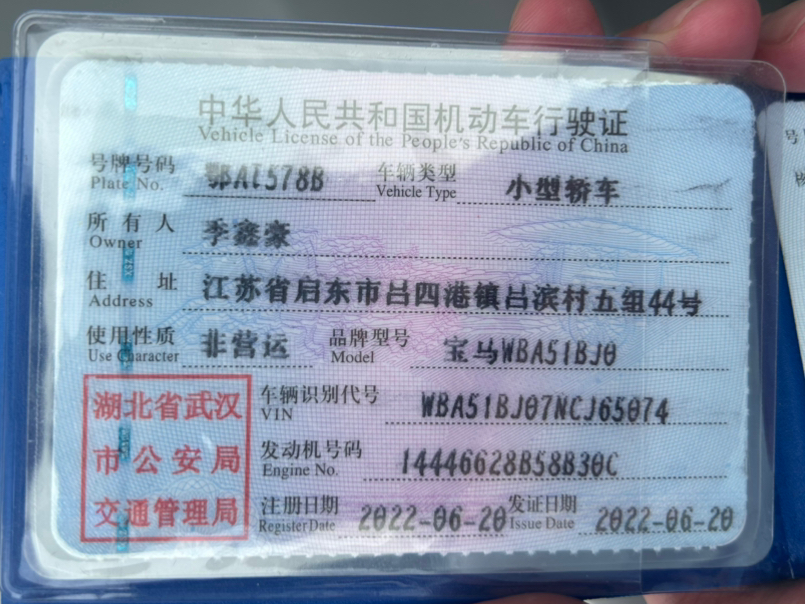 中华人民共和国机动车行驶证
Vehicle License of the People's Republic of China
号牌号码 鄂AT578B 车辆类型 小型轿车
Plate No. Vehicle Type
所有人 季鑫豪
Owner
住址 江苏省启东市吕四港镇吕滨村五组44号
Address
使用性质 非营运 品牌型号 宝马WBA51BJ0
Use Character Model
湖北省武汉
市公安局
交通管理局
车辆识别代号 WBA51BJ07NCJ65074
VIN
发动机号码 14446628B58B30C
Engine No.
注册日期 2022-06-20 发证日期 2022-06-20
Register Date Issue Date
号